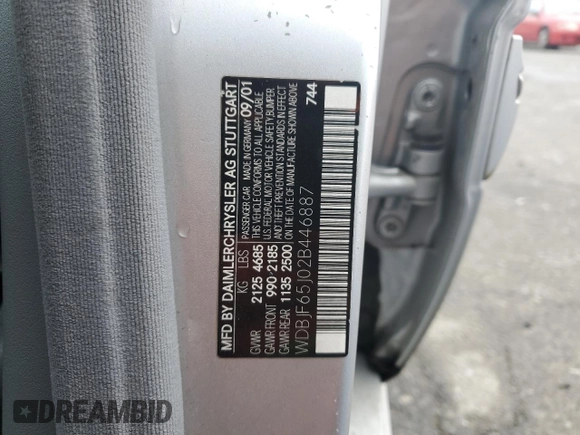 MFD BY DAIMLERCHRYSLER AG STUTTGART
PASSENGER CAR MADE IN GERMANY 09/01
KG LBS THIS VEHICLE CONFORMS TO ALL APPLICABLE
GVWR 2125 4685 U.S. FEDERAL MOTOR VEHICLE SAFETY, BUMPER
GAWR FRONT 990 2185 AND THEFT PREVENTION STANDARDS IN EFFECT
GAWR REAR 1135 2500 ON THE DATE OF MANUFACTURE SHOWN ABOVE
WDBJF65J02B446887 744
DREAMBID